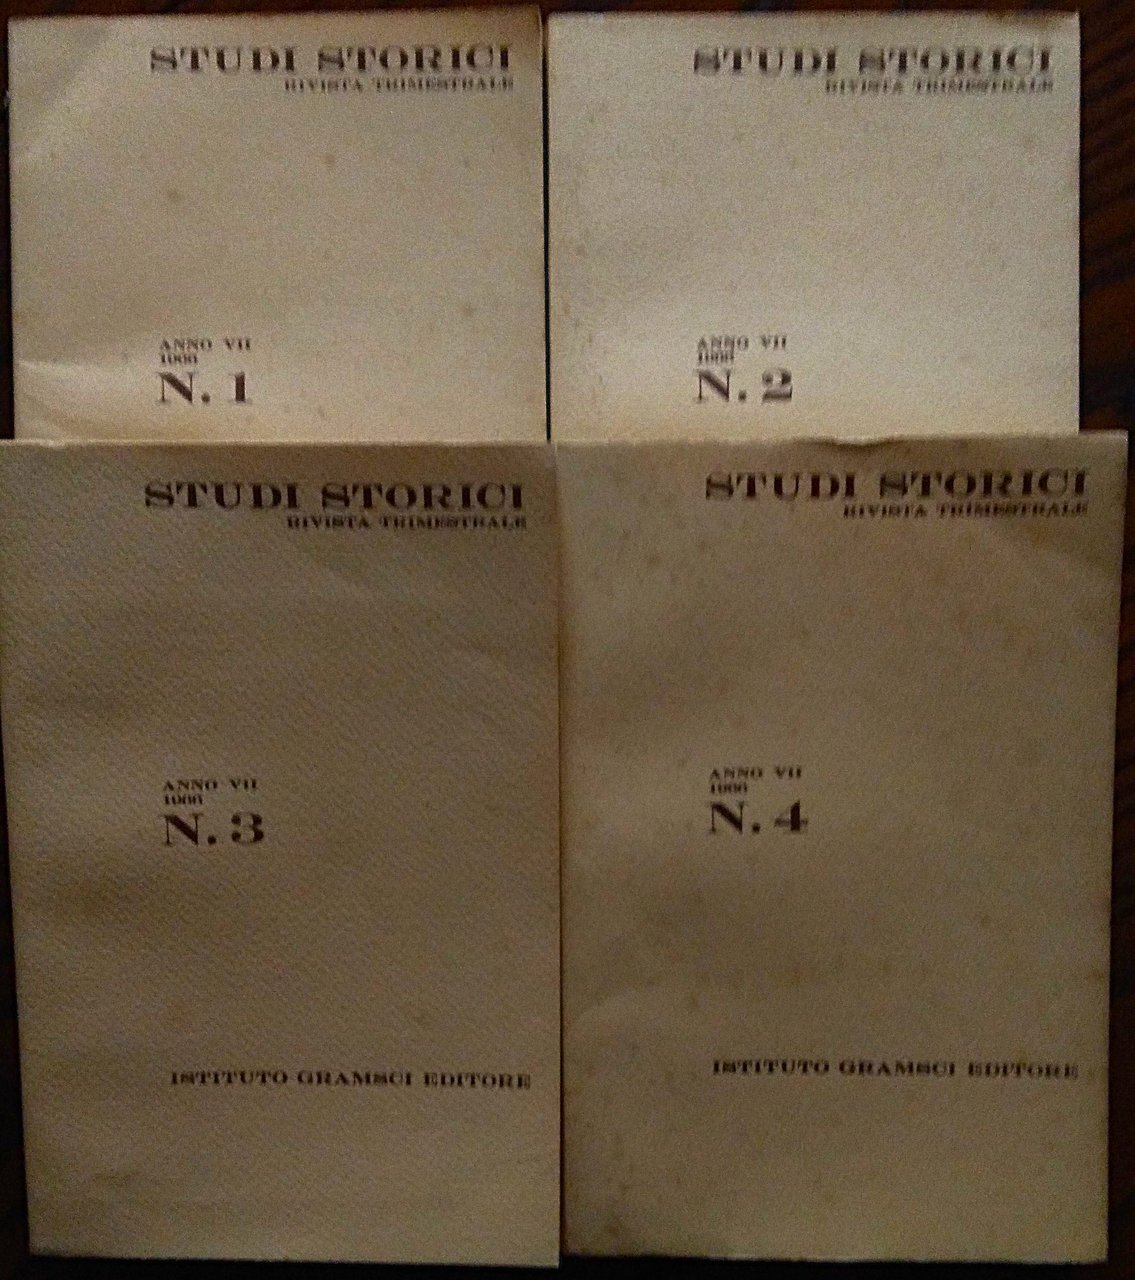 STUDI STORICI
RIVISTA TRIMESTRALE
ANNO VII
1966
N. 1
STUDI STORICI
RIVISTA TRIMESTRALE
ANNO VII
1966
N. 2
STUDI STORICI
RIVISTA TRIMESTRALE
ANNO VII
1966
N. 3
ISTITUTO GRAMSCI EDITORE
STUDI STORICI
RIVISTA TRIMESTRALE
ANNO VII
1966
N. 4
ISTITUTO GRAMSCI EDITORE